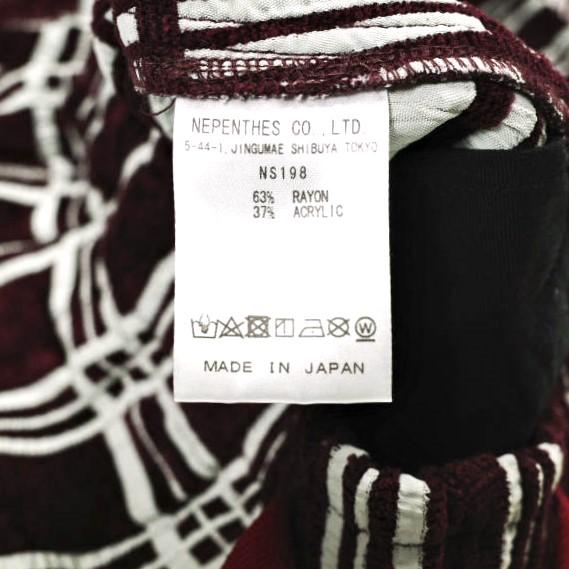 NEPENTHES CO.,LTD.
5-44-1, JINGUMAE SHIBUYA TOKYO
NS198
63% RAYON
37% ACRYLIC
W
MADE IN JAPAN